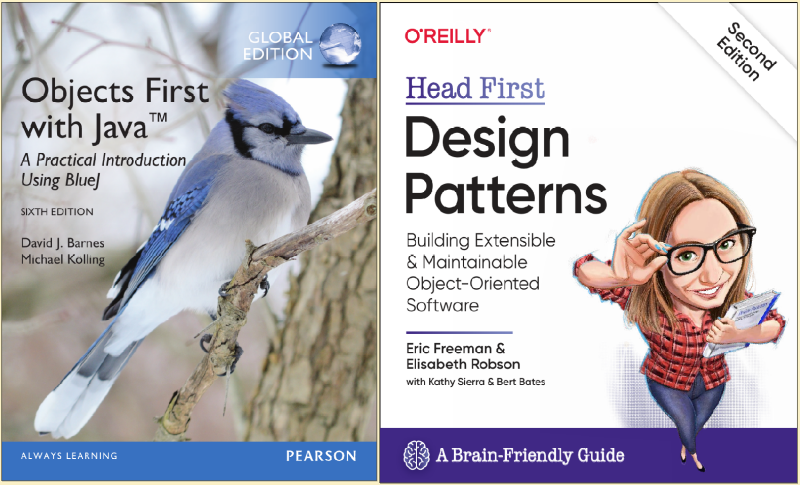 GLOBAL
EDITION
Objects First
with Java™
A Practical Introduction
Using BlueJ
SIXTH EDITION
David J. Barnes
Michael Kölling
ALWAYS LEARNING
PEARSON
O'REILLY®
Second
Edition
Head First
Design
Patterns
Building Extensible
& Maintainable
Object-Oriented
Software
Eric Freeman &
Elisabeth Robson
with Kathy Sierra & Bert Bates
A Brain-Friendly Guide